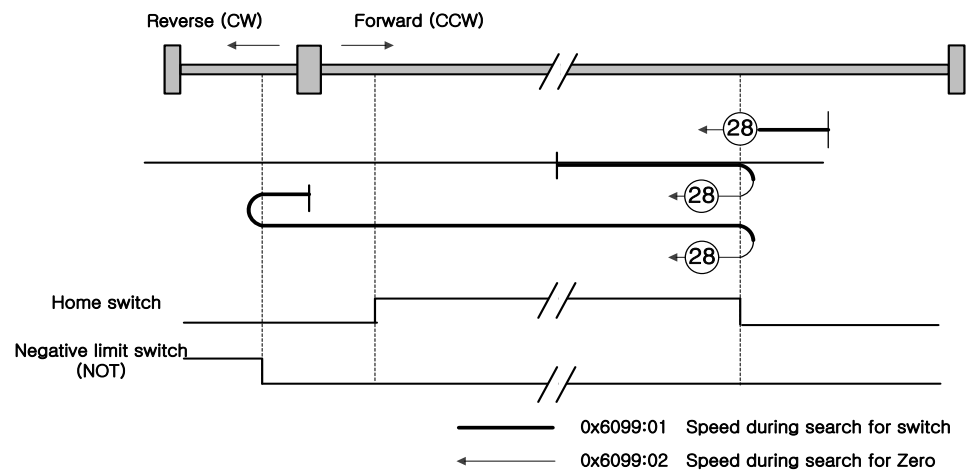 Reverse (CW)
Forward (CCW)
28
28
28
Home switch
Negative limit switch
(NOT)
0x6099:01 Speed during search for switch
0x6099:02 Speed during search for Zero